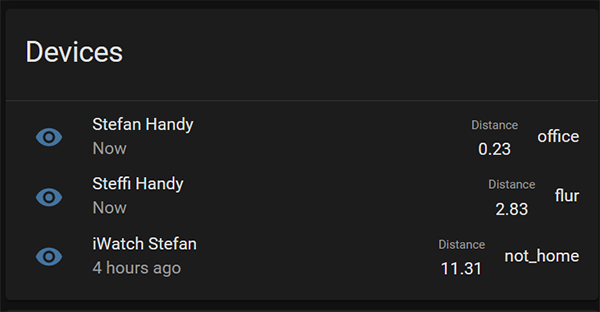 Devices
Stefan Handy
Now
Distance
0.23
office
Steffi Handy
Now
Distance
2.83
flur
iWatch Stefan
4 hours ago
Distance
11.31
not_home